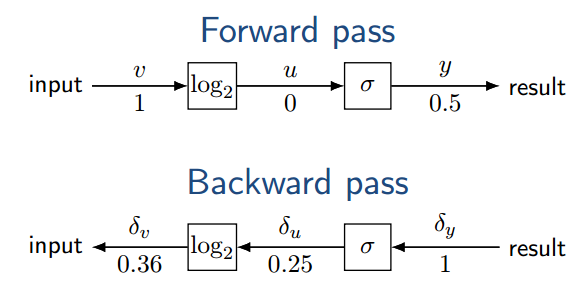 Forward pass
v u y
input log₂ σ result
1 0 0.5
Backward pass
δᵥ δᵤ δᵧ
input log₂ σ result
0.36 0.25 1